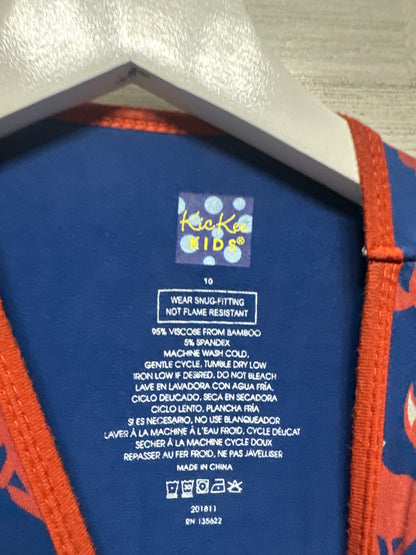 KicKee
KIDS®
10
WEAR SNUG-FITTING
NOT FLAME RESISTANT
95% VISCOSE FROM BAMBOO
5% SPANDEX
MACHINE WASH COLD,
GENTLE CYCLE, TUMBLE DRY LOW
IRON LOW IF DESIRED, DO NOT BLEACH
LAVE EN LAVADORA CON AGUA FRÍA,
CICLO DELICADO, SECA EN SECADORA
CICLO LENTO, PLANCHA FRÍA
SI ES NECESARIO, NO USE BLANQUEADOR
LAVER À LA MACHINE À L'EAU FROID, CYCLE DÉLICAT
SECHER À LA MACHINE CYCLE DOUX
REPASSER AU FER FROID, NE PAS JAVELLISER
MADE IN CHINA
201811
RN 135622